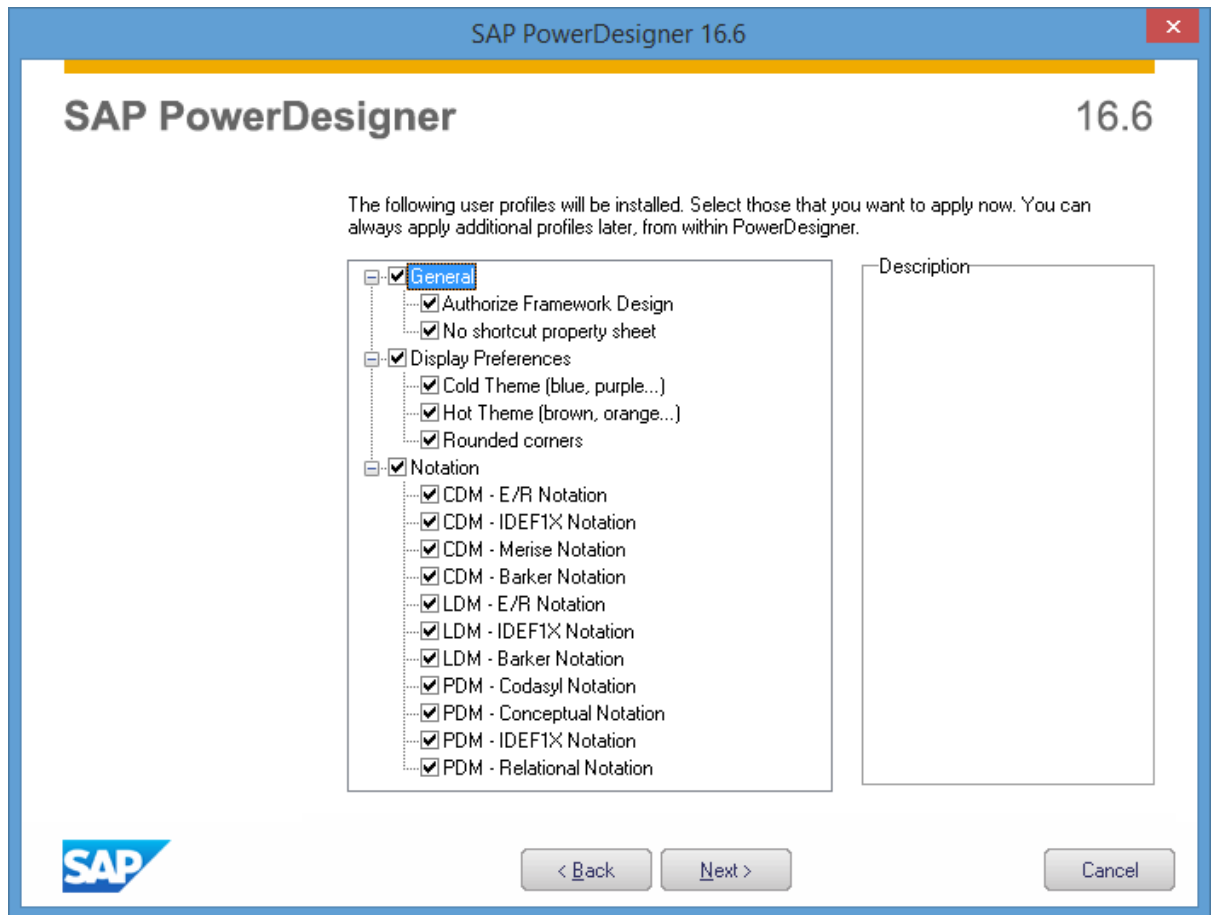 SAP PowerDesigner 16.6
SAP PowerDesigner
16.6
The following user profiles will be installed. Select those that you want to apply now. You can
always apply additional profiles later, from within PowerDesigner.
General
Authorize Framework Design
No shortcut property sheet
Display Preferences
Cold Theme (blue, purple...)
Hot Theme (brown, orange...)
Rounded corners
Notation
CDM - E/R Notation
CDM - IDEF1X Notation
CDM - Merise Notation
CDM - Barker Notation
LDM - E/R Notation
LDM - IDEF1X Notation
LDM - Barker Notation
PDM - Codasyl Notation
PDM - Conceptual Notation
PDM - IDEF1X Notation
PDM - Relational Notation
Description
SAP
< Back
Next >
Cancel